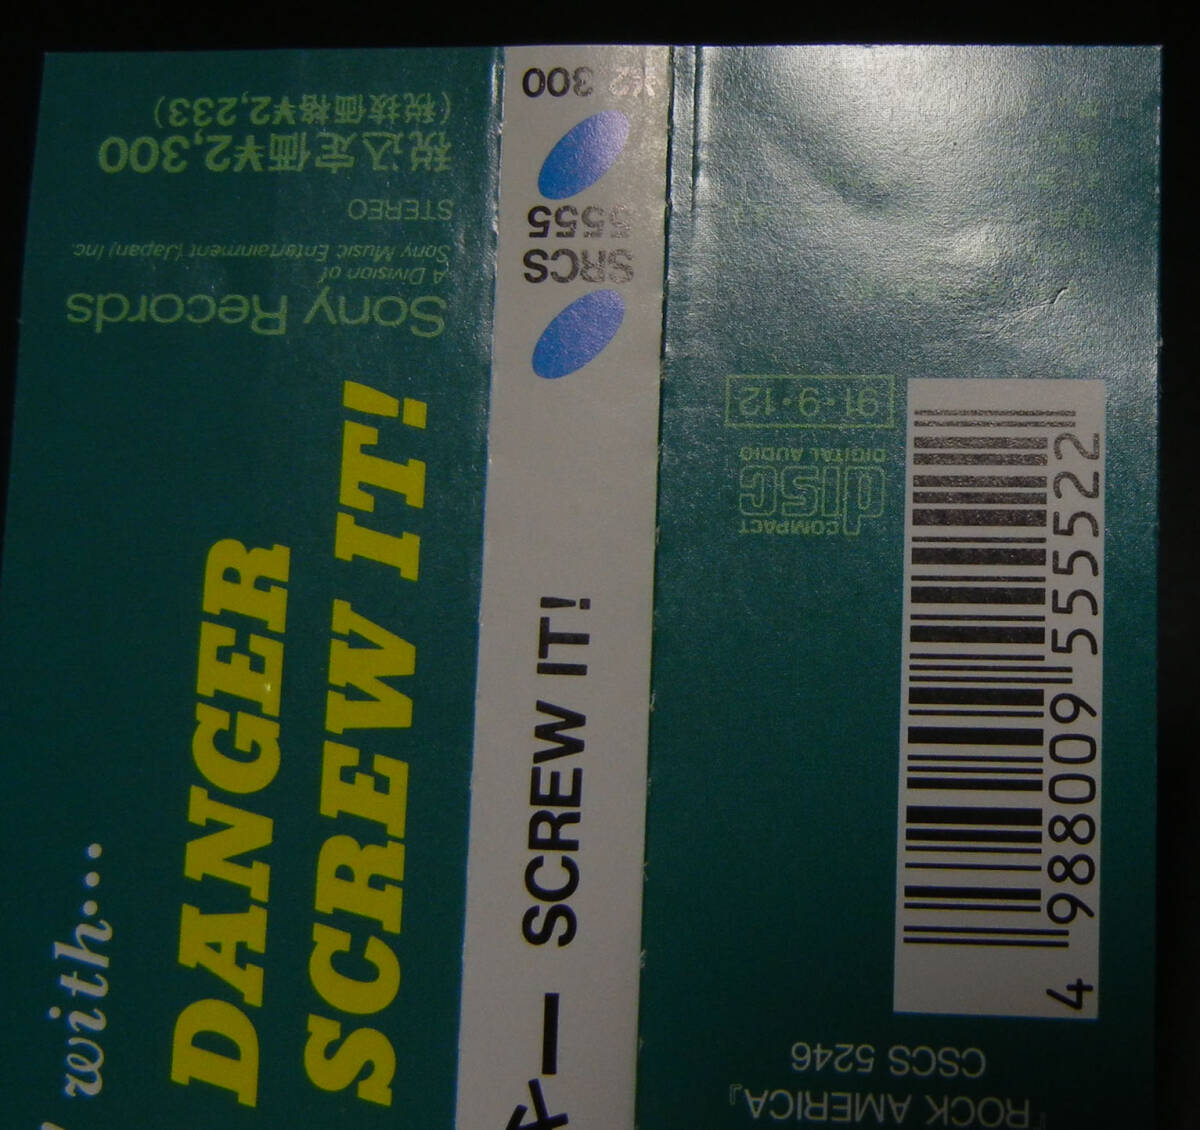 with...
DANGER
SCREW IT!
Sony Records
A Division of
Sony Music Entertainment (Japan) Inc.
STEREO
税込定価¥2,300
(税抜価格¥2,233)
ー SCREW IT!
SRCS
5555
¥2 300
『ROCK AMERICA』
CSCS 5246
COMPACT
disc
DIGITAL AUDIO
91・9・12
4 988009 555522